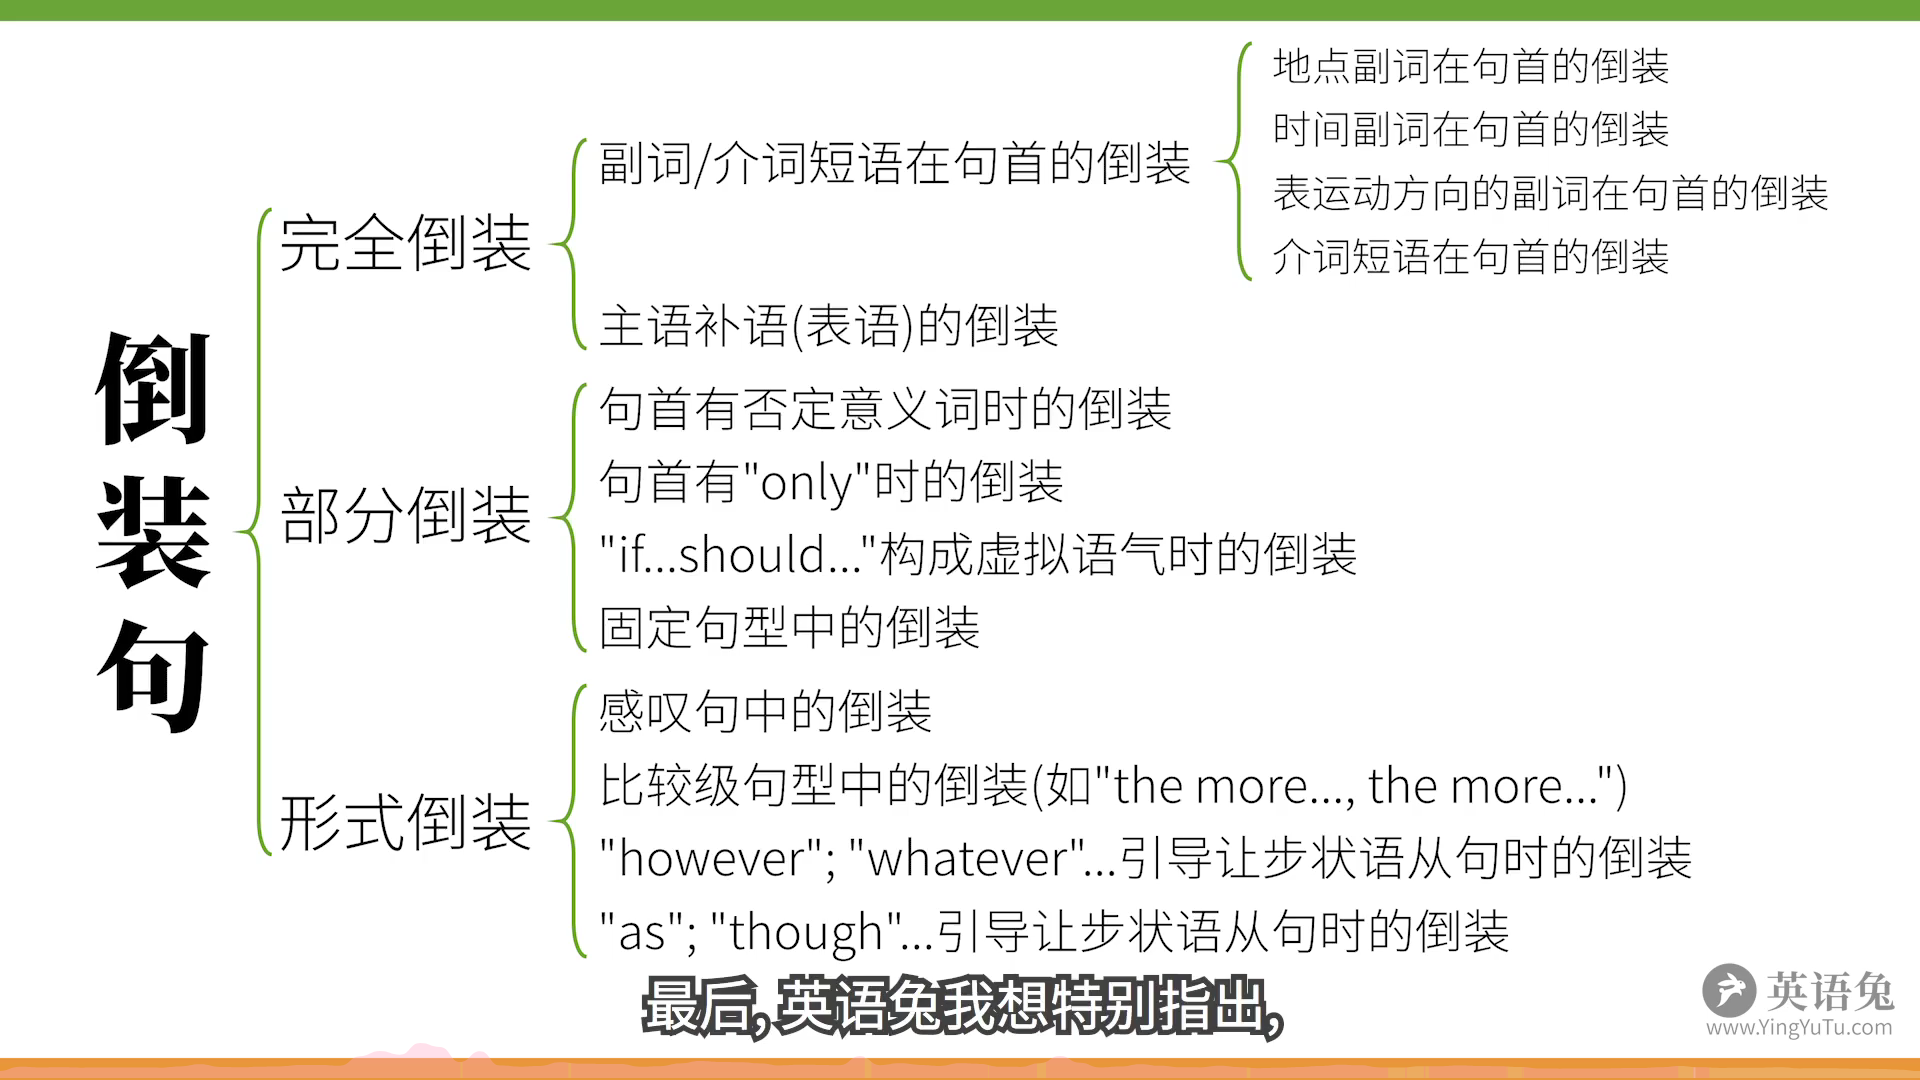 倒装句
完全倒装
副词/介词短语在句首的倒装
地点副词在句首的倒装
时间副词在句首的倒装
表运动方向的副词在句首的倒装
介词短语在句首的倒装
主语补语(表语)的倒装
部分倒装
句首有否定意义词时的倒装
句首有"only"时的倒装
"if...should..."构成虚拟语气时的倒装
固定句型中的倒装
形式倒装
感叹句中的倒装
比较级句型中的倒装(如"the more..., the more...")
"however"; "whatever"...引导让步状语从句时的倒装
"as"; "though"...引导让步状语从句时的倒装
最后, 英语兔我想特别指出,
英语兔
www.YingYuTu.com